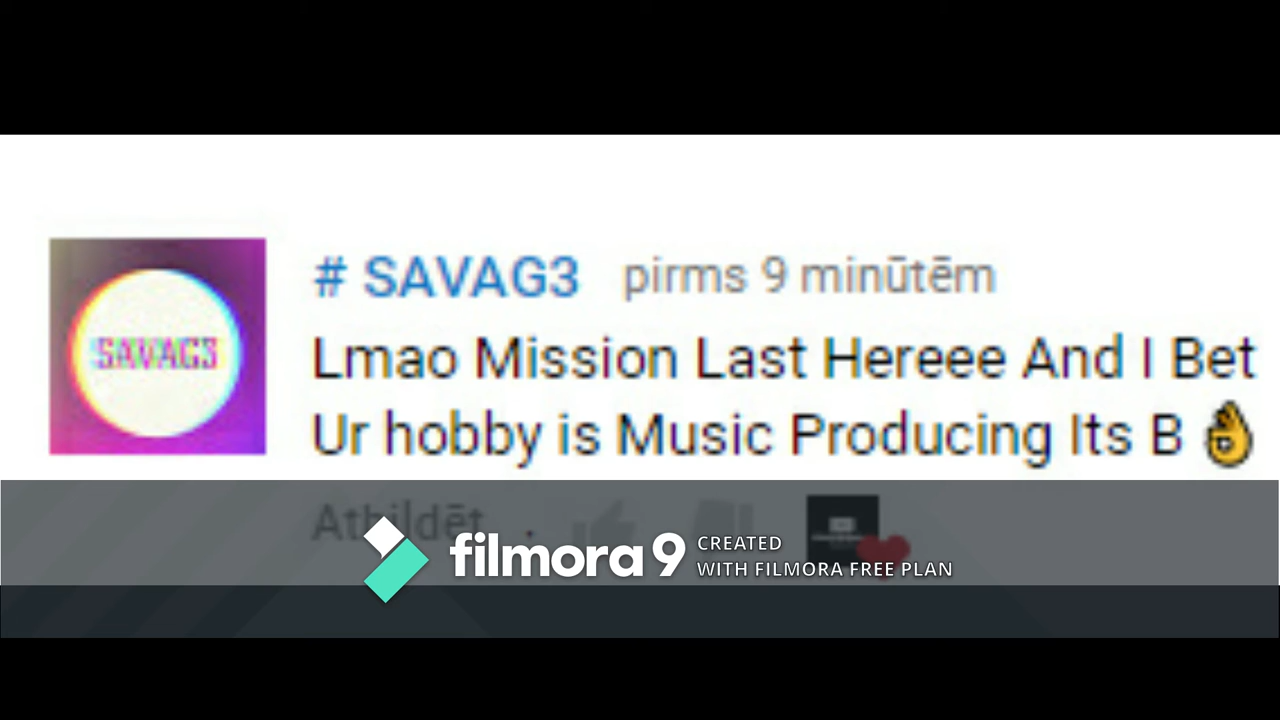 SAVAG3
# SAVAG3 pirms 9 minūtēm
Lmao Mission Last Hereee And I Bet
Ur hobby is Music Producing Its B 👌
Atbildēt
filmora9 CREATED
WITH FILMORA FREE PLAN